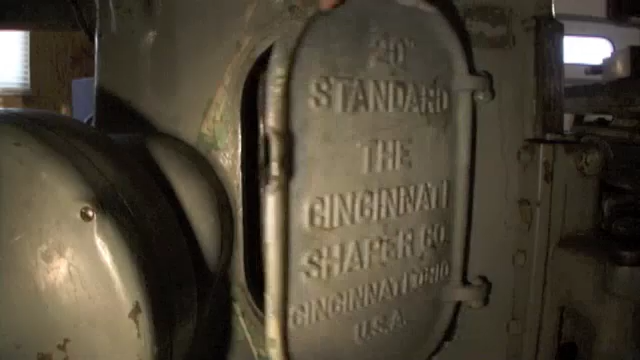 20"
STANDARD
THE
CINCINNATI
SHAPER CO.
CINCINNATI OHIO
U.S.A.